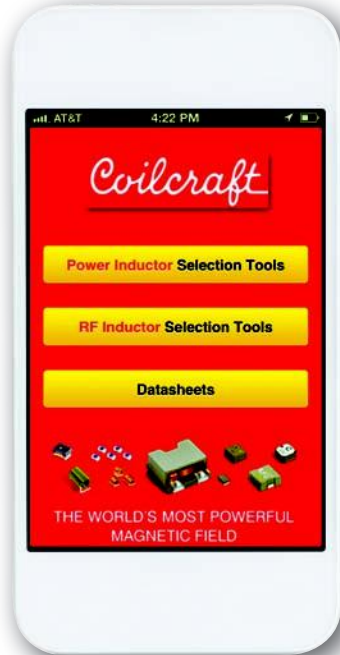 AT&T 4:22 PM
Coilcraft
Power Inductor Selection Tools
RF Inductor Selection Tools
Datasheets
THE WORLD'S MOST POWERFUL
MAGNETIC FIELD